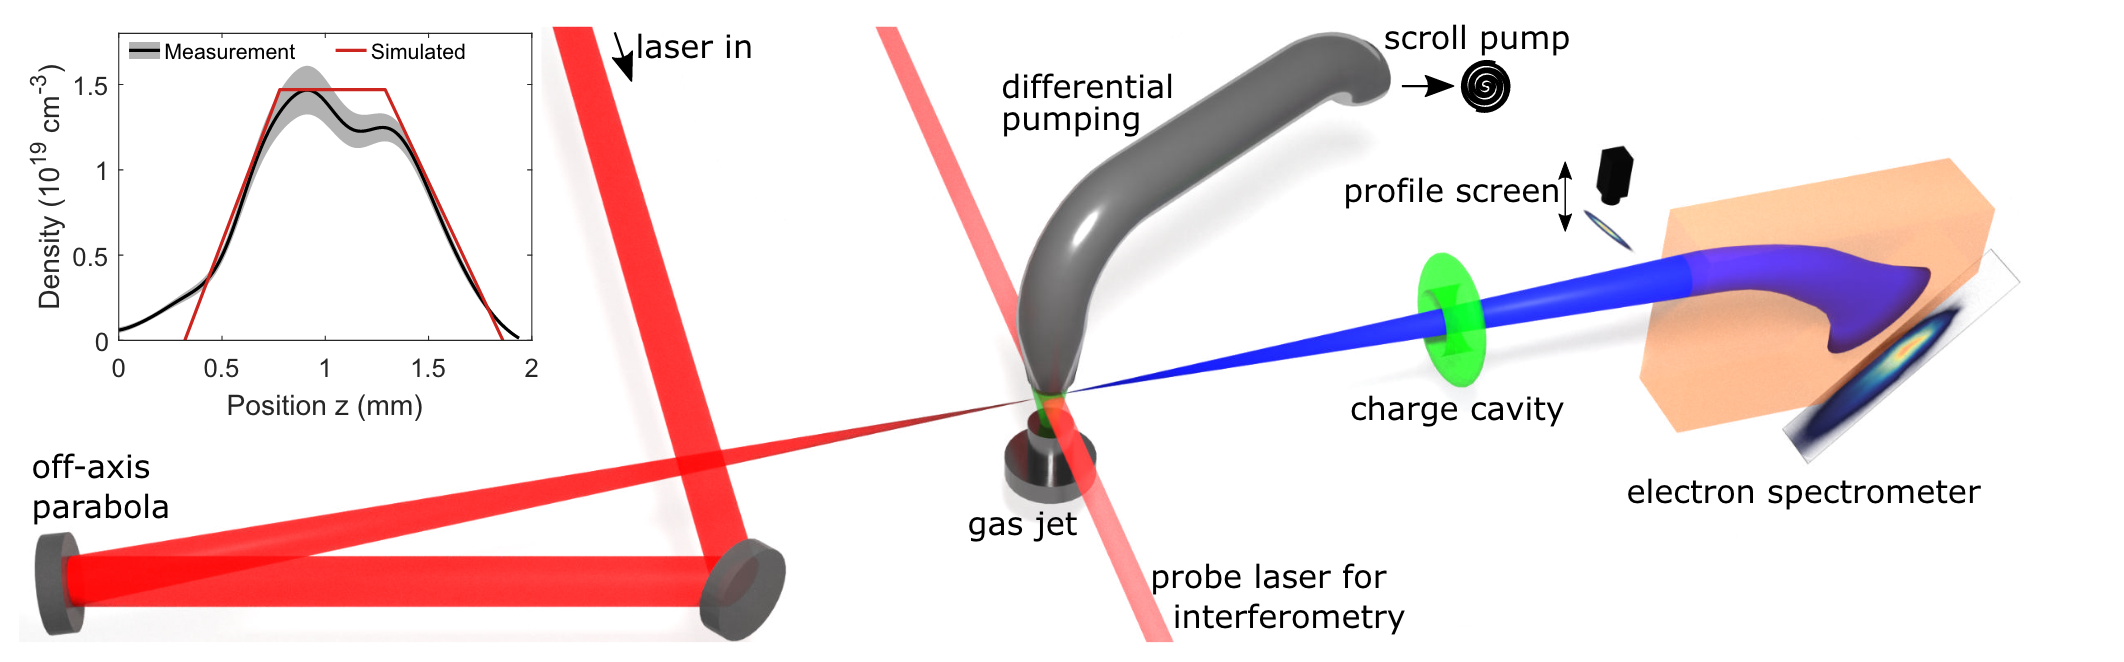 Measurement
Simulated
Density (10^19 cm^-3)
1.5
1
0.5
0
0
0.5
1
1.5
2
Position z (mm)
laser in
differential
pumping
scroll pump
profile screen
charge cavity
electron spectrometer
off-axis
parabola
gas jet
probe laser for
interferometry